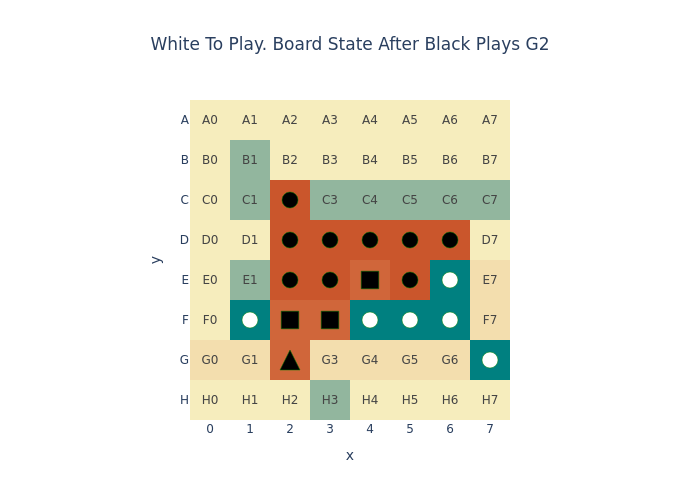 White To Play. Board State After Black Plays G2
A A0 A1 A2 A3 A4 A5 A6 A7
B B0 B1 B2 B3 B4 B5 B6 B7
C C0 C1 C3 C4 C5 C6 C7
D D0 D1 D7
E E0 E1 E7
F F0 F7
G G0 G1 G3 G4 G5 G6
H H0 H1 H2 H3 H4 H5 H6 H7
0 1 2 3 4 5 6 7
x
y